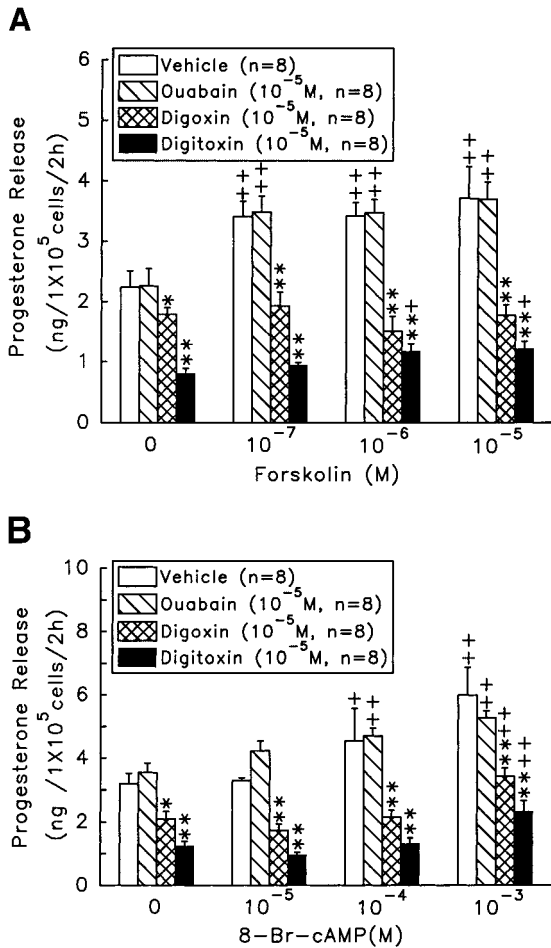 A
Progesterone Release
(ng/1X10⁵cells/2h)
6
5
4
3
2
1
0
Vehicle (n=8)
Ouabain (10⁻⁵M, n=8)
Digoxin (10⁻⁵M, n=8)
Digitoxin (10⁻⁵M, n=8)
++
++
++
++
++
++
*
**
**
**
**
+**
**
+**
0 10⁻⁷ 10⁻⁶ 10⁻⁵
Forskolin (M)
B
Progesterone Release
(ng /1X10⁵cells/2h)
10
8
6
4
2
0
Vehicle (n=8)
Ouabain (10⁻⁵M, n=8)
Digoxin (10⁻⁵M, n=8)
Digitoxin (10⁻⁵M, n=8)
*
**
**
**
+
++
**
**
++
++
++**
++**
0 10⁻⁵ 10⁻⁴ 10⁻³
8-Br-cAMP(M)